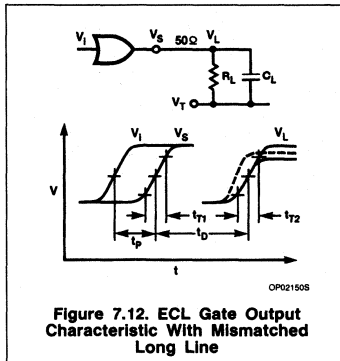 V_I V_S 50Ω V_L
R_L C_L
V_T
V_I V_S V_L
V
t_T1 t_T2
t_P t_D
t
OP02150S
Figure 7.12. ECL Gate Output
Characteristic With Mismatched
Long Line